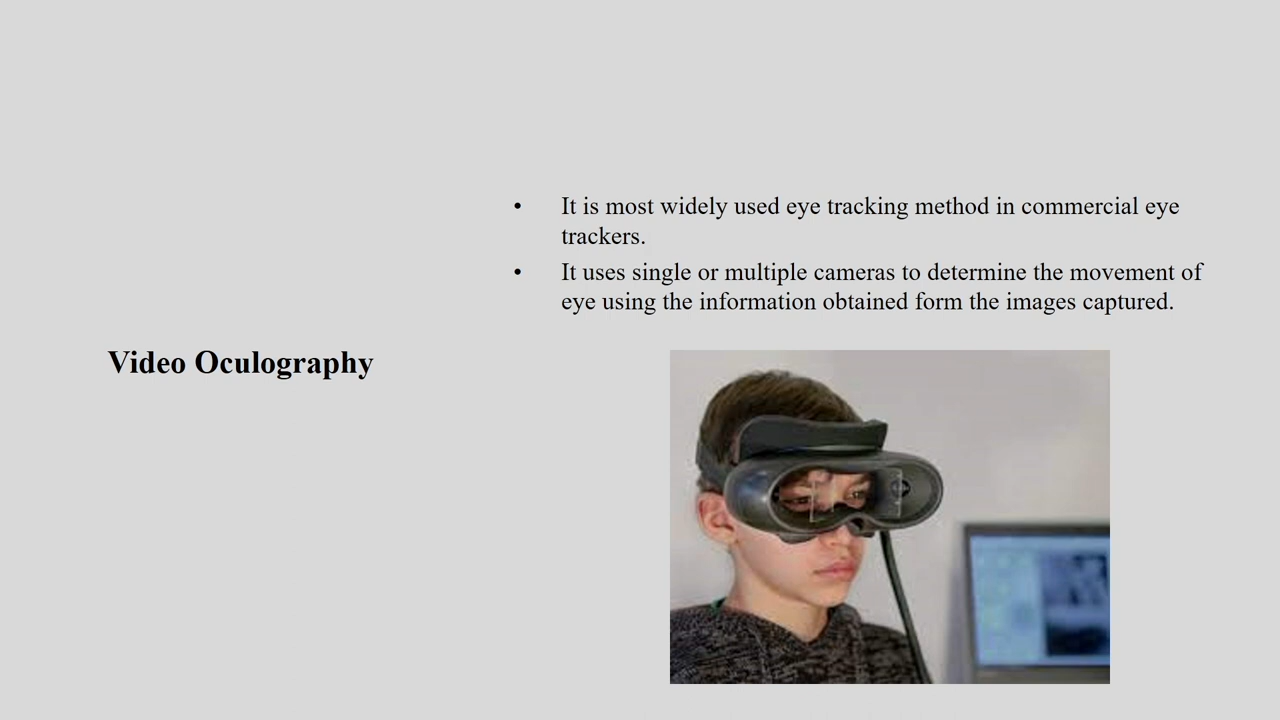 • It is most widely used eye tracking method in commercial eye
trackers.
• It uses single or multiple cameras to determine the movement of
eye using the information obtained form the images captured.
Video Oculography